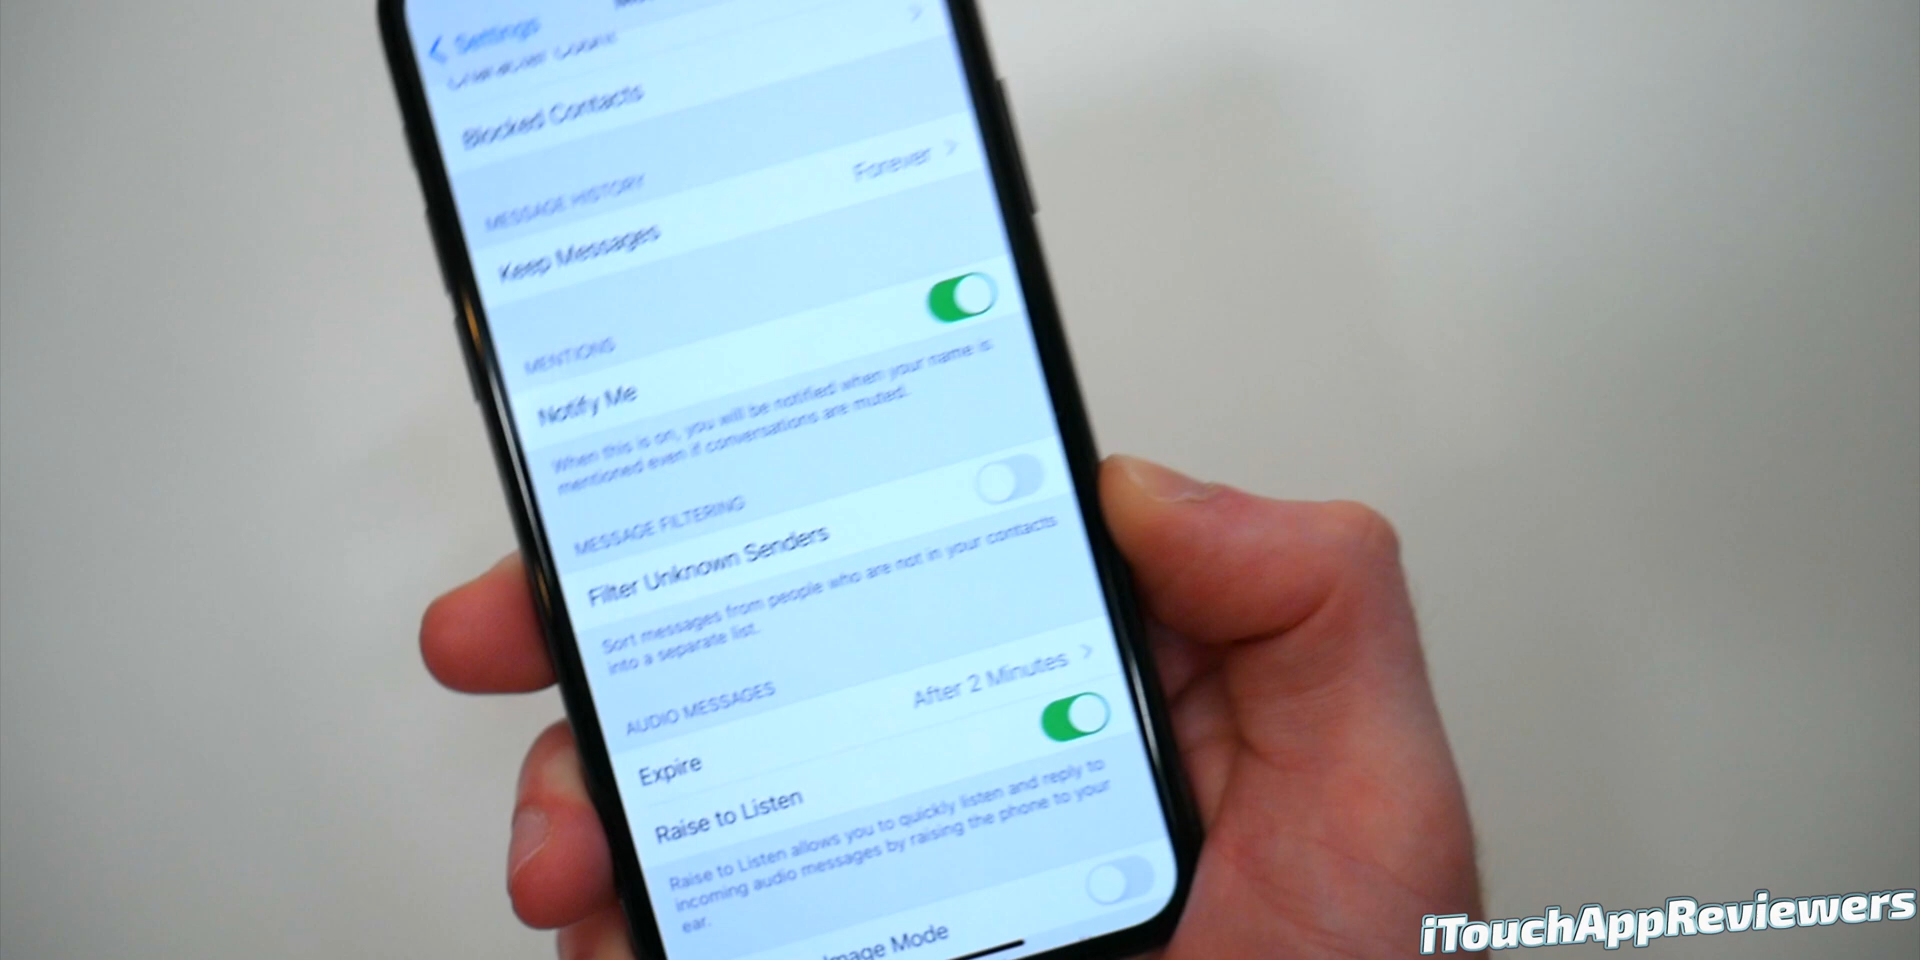 Settings
Character Count
Blocked Contacts
MESSAGE HISTORY
Keep Messages Forever
MENTIONS
Notify Me
When this is on, you will be notified when your name is
mentioned even if conversations are muted.
MESSAGE FILTERING
Filter Unknown Senders
Sort messages from people who are not in your contacts
into a separate list.
AUDIO MESSAGES
Expire After 2 Minutes
Raise to Listen
Raise to Listen allows you to quickly listen and reply to
incoming audio messages by raising the phone to your
ear.
Image Mode
iTouchAppReviewers